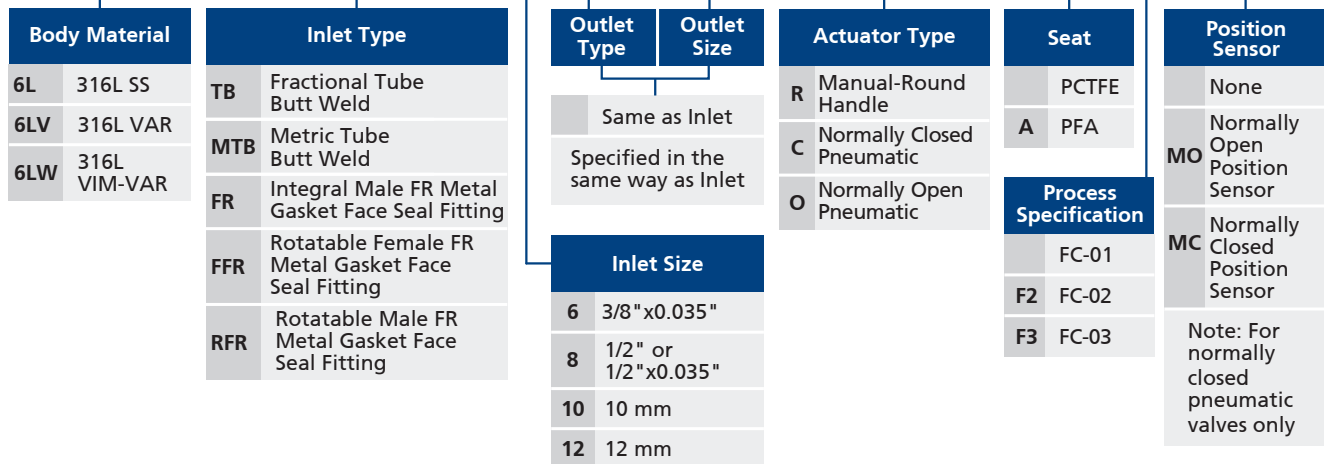 Body Material
6L 316L SS
6LV 316L VAR
6LW 316L
VIM-VAR
Inlet Type
TB Fractional Tube
Butt Weld
MTB Metric Tube
Butt Weld
FR Integral Male FR Metal
Gasket Face Seal Fitting
FFR Rotatable Female FR
Metal Gasket Face
Seal Fitting
RFR Rotatable Male FR
Metal Gasket Face
Seal Fitting
Outlet
Type
Outlet
Size
Same as Inlet
Specified in the
same way as Inlet
Inlet Size
6 3/8"x0.035"
8 1/2" or
1/2"x0.035"
10 10 mm
12 12 mm
Actuator Type
R Manual-Round
Handle
C Normally Closed
Pneumatic
O Normally Open
Pneumatic
Seat
PCTFE
A PFA
Process
Specification
FC-01
F2 FC-02
F3 FC-03
Position
Sensor
None
MO Normally
Open
Position
Sensor
MC Normally
Closed
Position
Sensor
Note: For
normally
closed
pneumatic
valves only